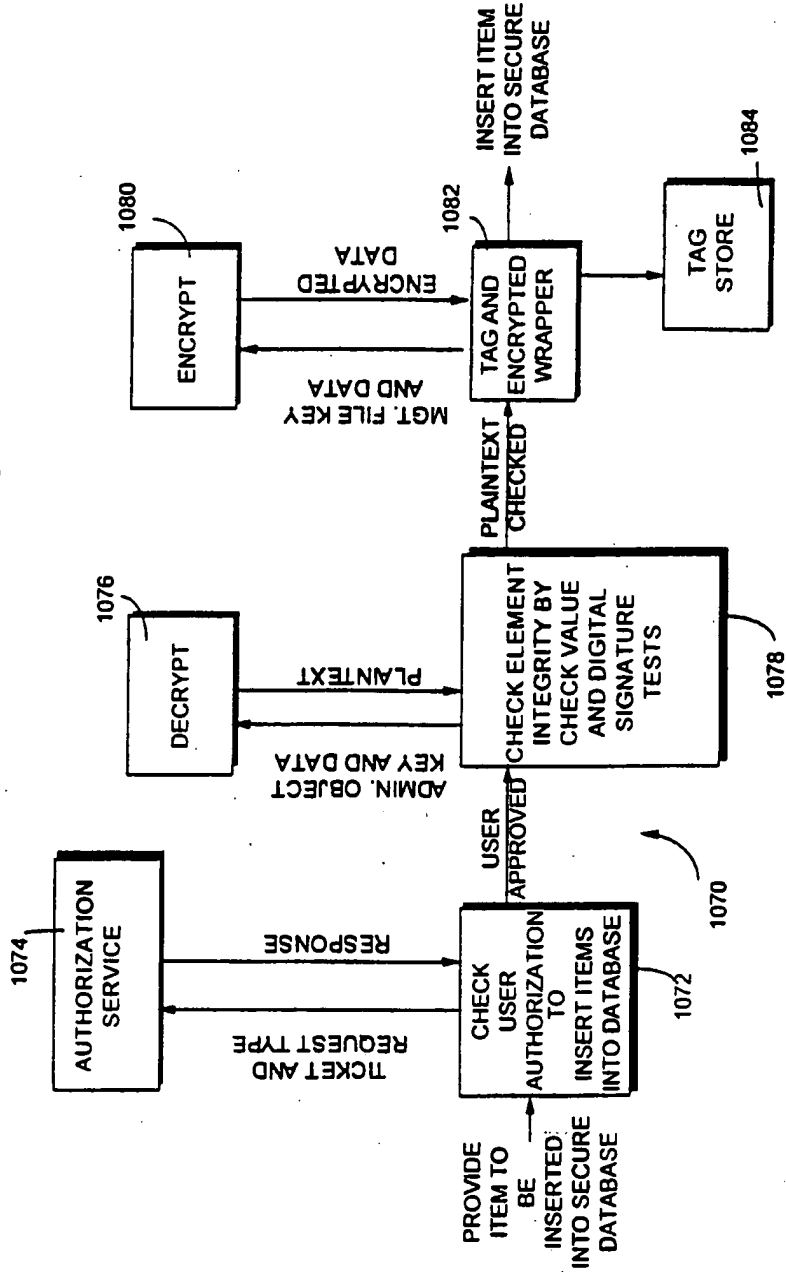 PROVIDE
ITEM TO
BE
INSERTED
INTO SECURE
DATABASE
CHECK
USER
AUTHORIZATION
TO
INSERT ITEMS
INTO DATABASE
1072
TICKET AND
REQUEST TYPE
RESPONSE
AUTHORIZATION
SERVICE
1074
1070
USER
APPROVED
CHECK ELEMENT
INTEGRITY BY
CHECK VALUE
AND DIGITAL
SIGNATURE
TESTS
1078
ADMIN. OBJECT
KEY AND DATA
PLAINTEXT
DECRYPT
1076
PLAINTEXT
CHECKED
TAG AND
ENCRYPTED
WRAPPER
1082
MGT. FILE KEY
AND DATA
ENCRYPTED
DATA
ENCRYPT
1080
TAG
STORE
1084
INSERT ITEM
INTO SECURE
DATABASE